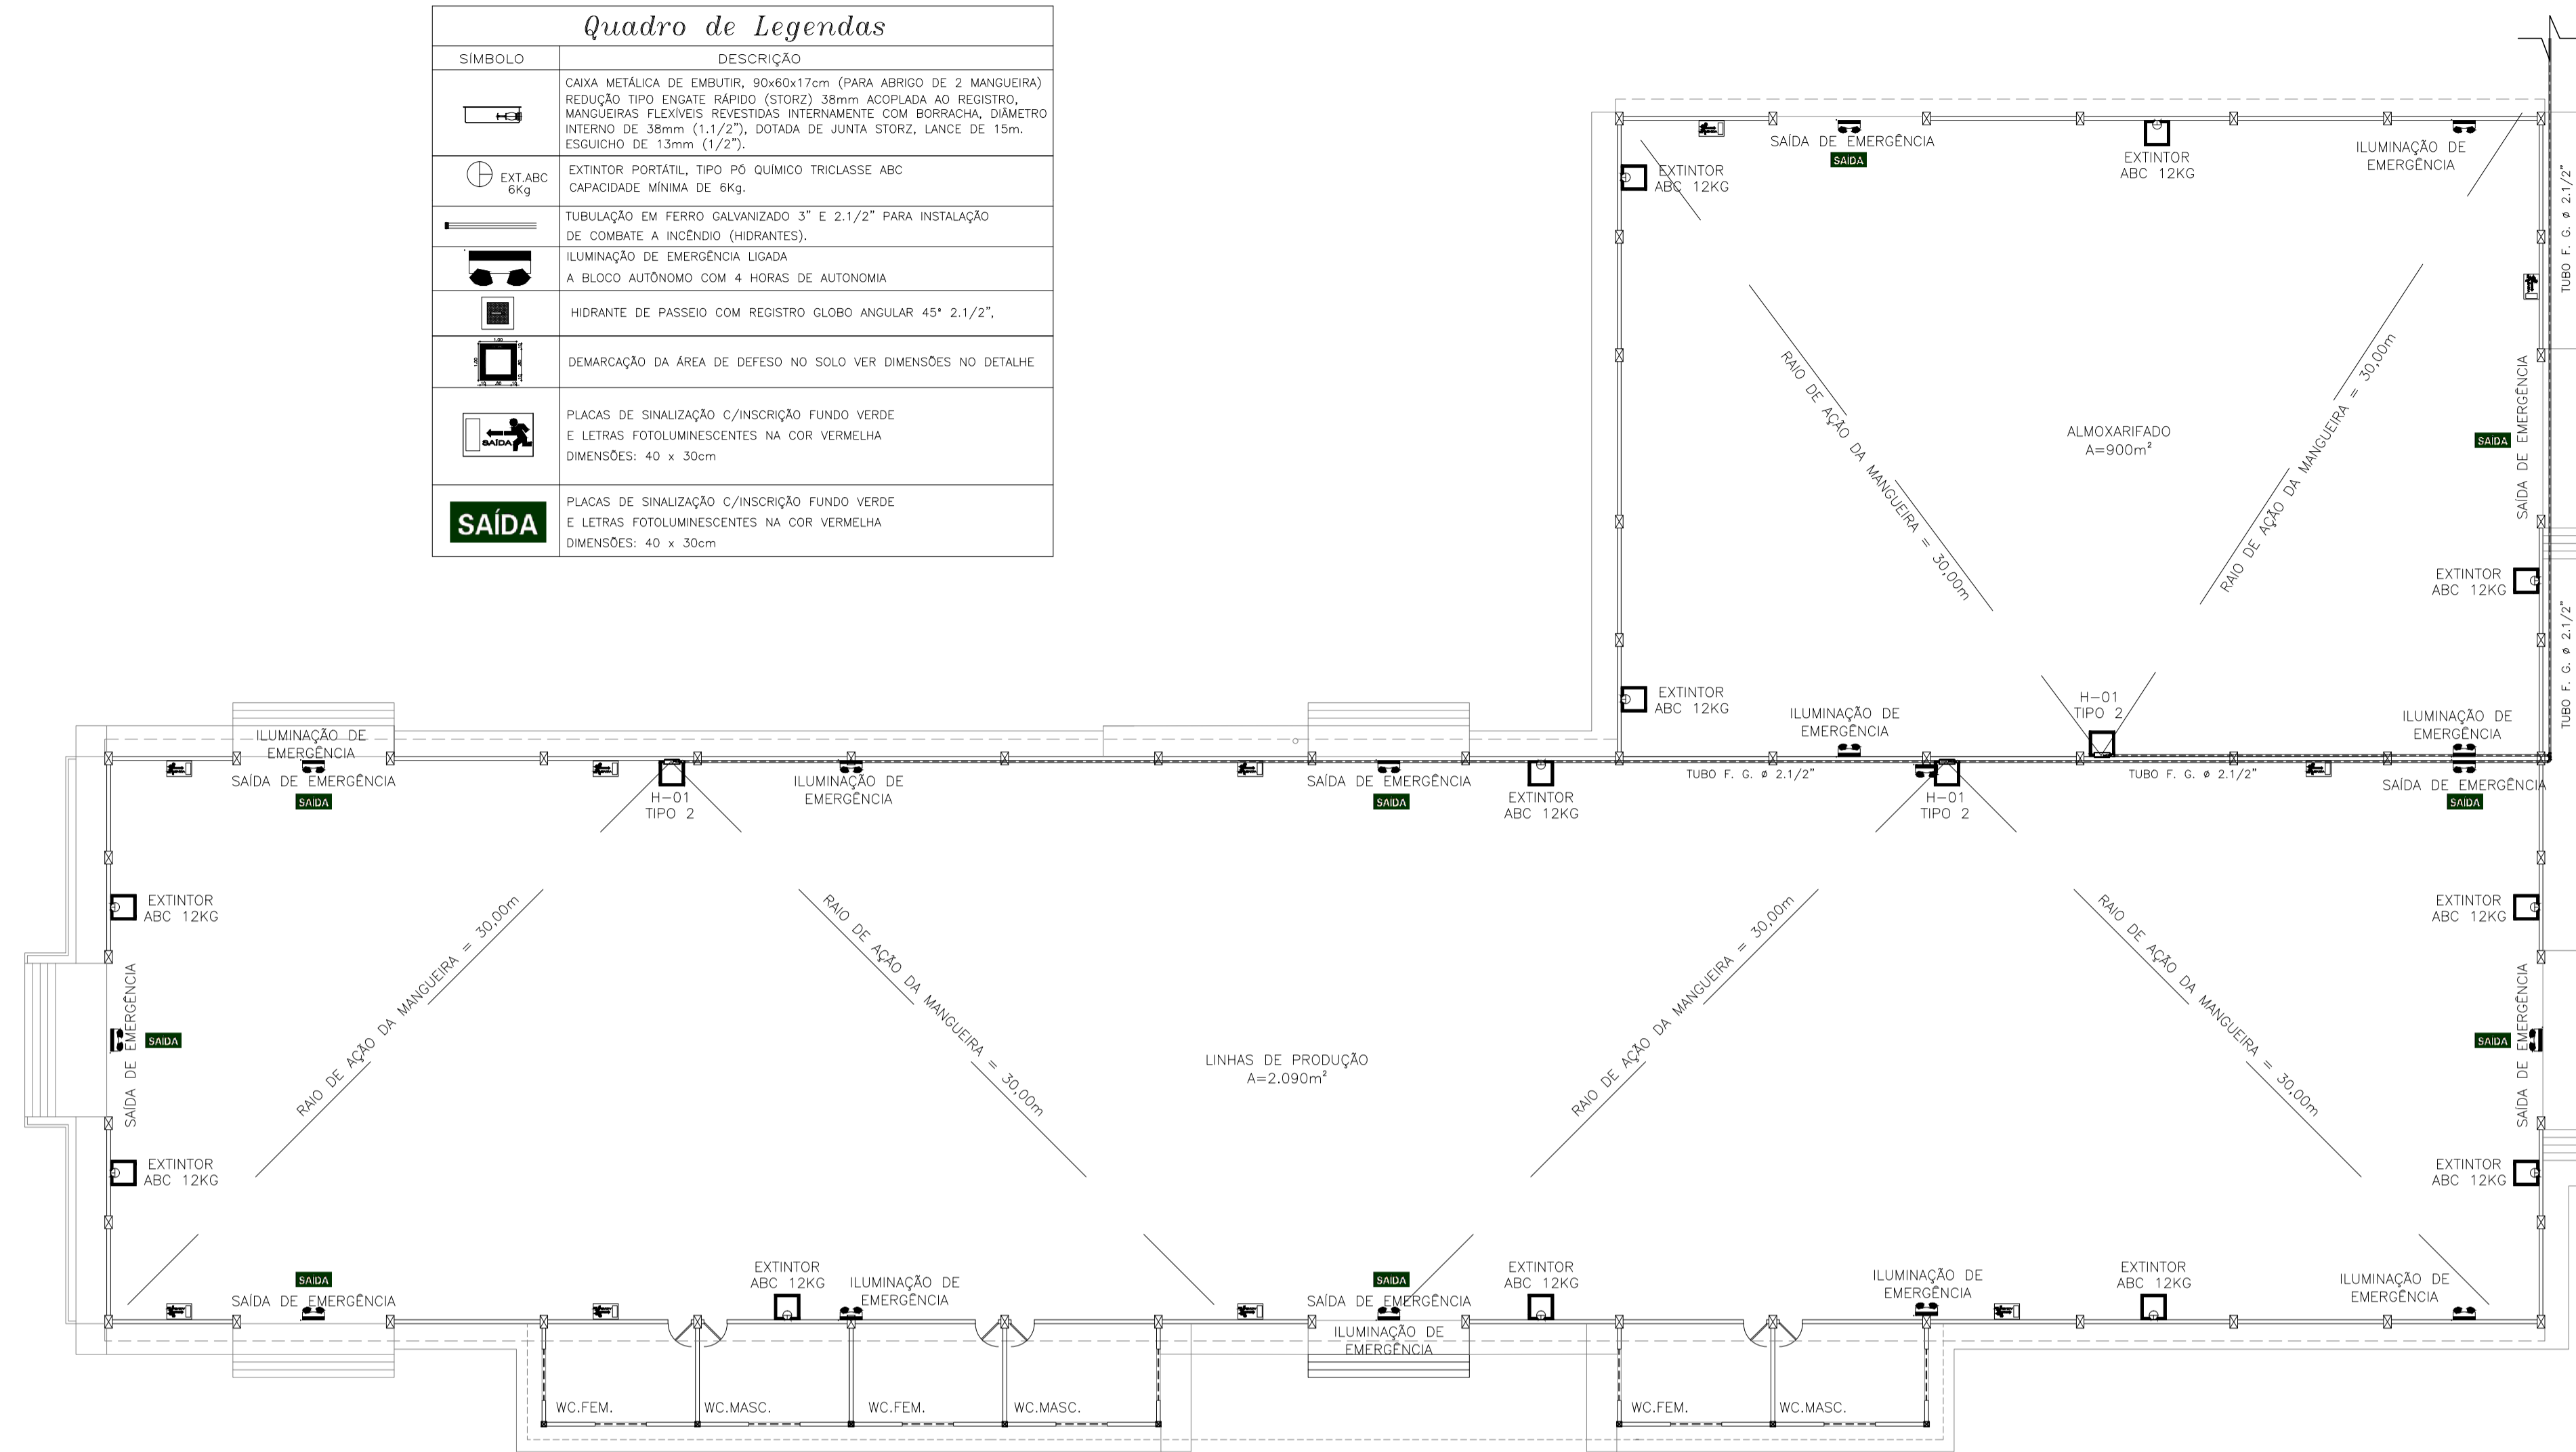 Quadro de Legendas
SÍMBOLO
DESCRIÇÃO
CAIXA METÁLICA DE EMBUTIR, 90x60x17cm (PARA ABRIGO DE 2 MANGUEIRA)
REDUÇÃO TIPO ENGATE RÁPIDO (STORZ) 38mm ACOPLADA AO REGISTRO,
MANGUEIRAS FLEXÍVEIS REVESTIDAS INTERNAMENTE COM BORRACHA, DIÂMETRO
INTERNO DE 38mm (1.1/2"), DOTADA DE JUNTA STORZ, LANCE DE 15m.
ESGUICHO DE 13mm (1/2").
EXT.ABC
6Kg
EXTINTOR PORTÁTIL, TIPO PÓ QUÍMICO TRICLASSE ABC
CAPACIDADE MÍNIMA DE 6Kg.
TUBULAÇÃO EM FERRO GALVANIZADO 3" E 2.1/2" PARA INSTALAÇÃO
DE COMBATE A INCÊNDIO (HIDRANTES).
ILUMINAÇÃO DE EMERGÊNCIA LIGADA
A BLOCO AUTÔNOMO COM 4 HORAS DE AUTONOMIA
HIDRANTE DE PASSEIO COM REGISTRO GLOBO ANGULAR 45° 2.1/2",
1.00
1.00
DEMARCAÇÃO DA ÁREA DE DEFESO NO SOLO VER DIMENSÕES NO DETALHE
SAÍDA
PLACAS DE SINALIZAÇÃO C/INSCRIÇÃO FUNDO VERDE
E LETRAS FOTOLUMINESCENTES NA COR VERMELHA
DIMENSÕES: 40 x 30cm
SAÍDA
PLACAS DE SINALIZAÇÃO C/INSCRIÇÃO FUNDO VERDE
E LETRAS FOTOLUMINESCENTES NA COR VERMELHA
DIMENSÕES: 40 x 30cm
SAÍDA DE EMERGÊNCIA
SAÍDA
EXTINTOR
ABC 12KG
EXTINTOR
ABC 12KG
ILUMINAÇÃO DE
EMERGÊNCIA
TUBO F. G. ø 2.1/2"
RAIO DE AÇÃO DA MANGUEIRA = 30,00m
RAIO DE AÇÃO DA MANGUEIRA = 30,00m
ALMOXARIFADO
A=900m²
SAÍDA
SAÍDA DE EMERGÊNCIA
EXTINTOR
ABC 12KG
TUBO F. G. ø 2.1/2"
EXTINTOR
ABC 12KG
ILUMINAÇÃO DE
EMERGÊNCIA
H-01
TIPO 2
ILUMINAÇÃO DE
EMERGÊNCIA
ILUMINAÇÃO DE
EMERGÊNCIA
SAÍDA DE EMERGÊNCIA
SAÍDA
H-01
TIPO 2
ILUMINAÇÃO DE
EMERGÊNCIA
SAÍDA DE EMERGÊNCIA
SAÍDA
EXTINTOR
ABC 12KG
TUBO F. G. ø 2.1/2"
H-01
TIPO 2
TUBO F. G. ø 2.1/2"
SAÍDA DE EMERGÊNCIA
SAÍDA
EXTINTOR
ABC 12KG
RAIO DE AÇÃO DA MANGUEIRA = 30,00m
RAIO DE AÇÃO DA MANGUEIRA = 30,00m
RAIO DE AÇÃO DA MANGUEIRA = 30,00m
RAIO DE AÇÃO DA MANGUEIRA = 30,00m
EXTINTOR
ABC 12KG
SAÍDA DE EMERGÊNCIA
SAÍDA
LINHAS DE PRODUÇÃO
A=2.090m²
SAÍDA
SAÍDA DE EMERGÊNCIA
EXTINTOR
ABC 12KG
EXTINTOR
ABC 12KG
SAÍDA
SAÍDA DE EMERGÊNCIA
EXTINTOR
ABC 12KG
ILUMINAÇÃO DE
EMERGÊNCIA
SAÍDA
SAÍDA DE EMERGÊNCIA
ILUMINAÇÃO DE
EMERGÊNCIA
EXTINTOR
ABC 12KG
ILUMINAÇÃO DE
EMERGÊNCIA
EXTINTOR
ABC 12KG
ILUMINAÇÃO DE
EMERGÊNCIA
WC.FEM.
WC.MASC.
WC.FEM.
WC.MASC.
WC.FEM.
WC.MASC.